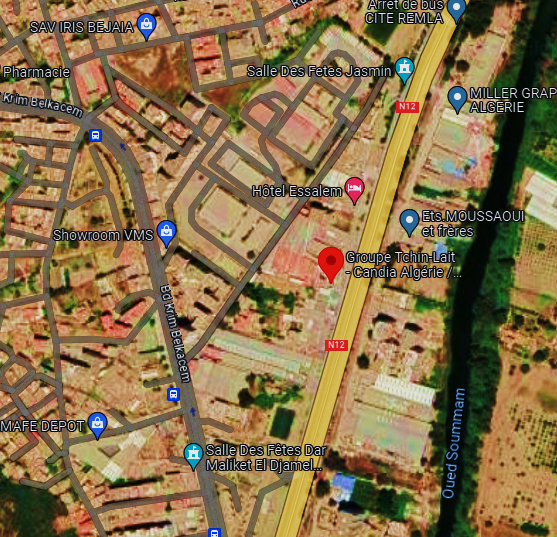 Arrêt de bus
CITE REMLA
SAV IRIS BEJAIA
Salle Des Fetes Jasmin
Pharmacie
MILLER GRAP
ALGERIE
Krim Belkacem
N12
Hôtel Essalem
Ets.MOUSSAOUI
et frères
Showroom VMS
Groupe Tchin-Lait
- Candia Algérie /...
Bd Krim Belkacem
N12
MAFE DEPOT
Salle Des Fêtes Dar
Maliket El Djamel...
Oued Soummam